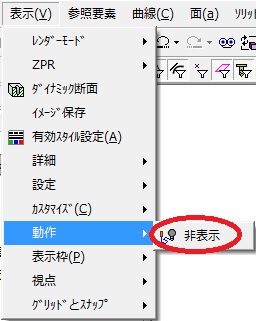 表示(V) 参照要素 曲線(C) 面(a) ソリッド
レンダーモード
ZPR
ダイナミック断面
イメージ保存
有効スタイル設定(A)
詳細
設定
カスタマイズ(C)
動作
非表示
表示枠(P)
視点
グリッドとスナップ